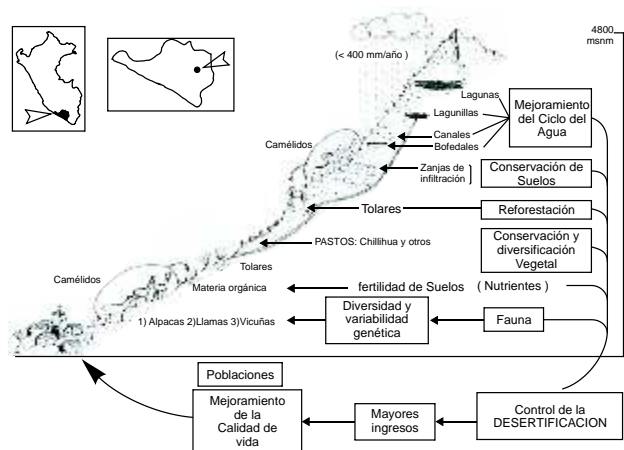 4800
msnm
(< 400 mm/año )
Lagunas
Lagunillas
Mejoramiento
del Ciclo del
Agua
Canales
Camélidos
Bofedales
Zanjas de
infiltración
Conservación de
Suelos
Tolares
Reforestación
PASTOS: Chillihua y otros
Conservación y
diversificación
Vegetal
Tolares
Camélidos
Materia orgánica
fertilidad de Suelos ( Nutrientes )
1) Alpacas 2)Llamas 3)Vicuñas
Diversidad y
variabilidad
genética
Fauna
Poblaciones
Mejoramiento
de la
Calidad de
vida
Mayores
ingresos
Control de la
DESERTIFICACION